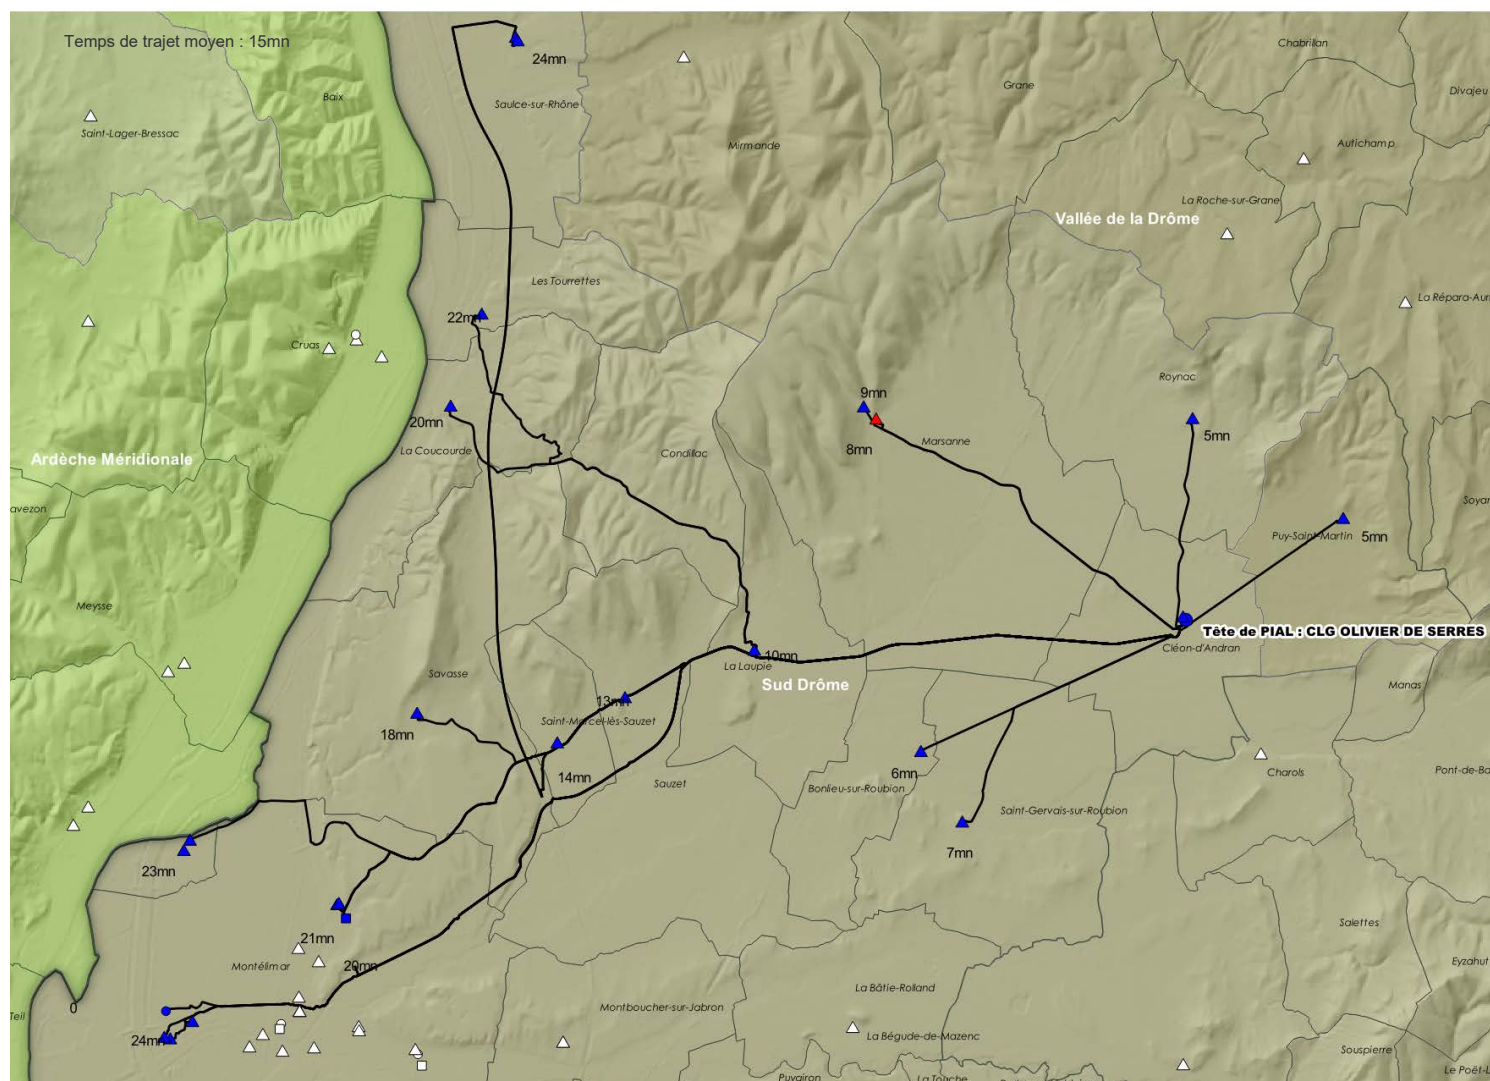 Temps de trajet moyen : 15mn
24mn
Chabrillan
Grane
Divajeu
Baix
Saulce-sur-Rhône
Saint-Lager-Bressac
Mirmande
Autichamp
La Roche-sur-Grane
Vallée de la Drôme
Les Tourrettes
La Répara-Auri
22mn
Cruas
Roynac
9mn
20mn
5mn
8mn
Marsanne
La Coucourde
Condillac
Ardèche Méridionale
Soyan
avezon
Puy-Saint-Martin
5mn
Meysse
Tête de PIAL : CLG OLIVIER DE SERRES
Cléon-d'Andran
10mn
La Laupie
Savasse
Sud Drôme
Manas
13mn
Saint-Marcel-lès-Sauzet
18mn
14mn
6mn
Charols
Pont-de-Ba
Sauzet
Bonlieu-sur-Roubion
Saint-Gervais-sur-Roubion
7mn
23mn
Salettes
21mn
Montélimar
20mn
Eyzahut
La Bâtie-Rolland
0
Montboucher-sur-Jabron
Teil
La Bégude-de-Mazenc
24mn
Souspierre
Puygiron
La Touche
Le Poët-L